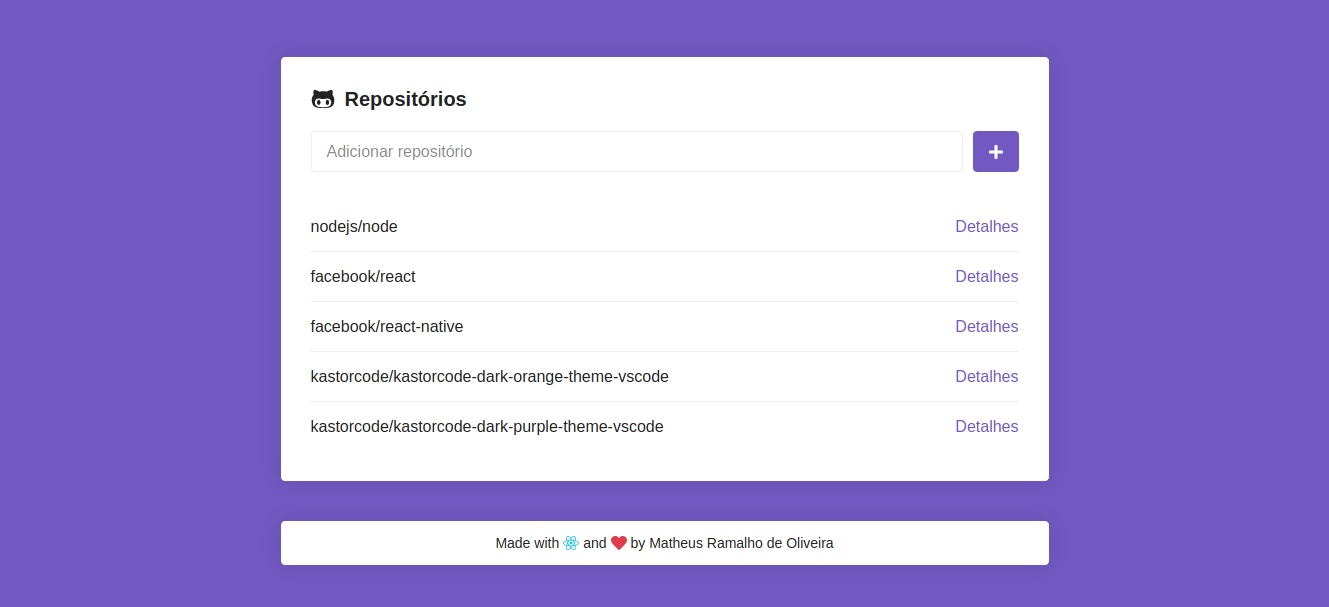 Repositórios
Adicionar repositório
nodejs/node Detalhes
facebook/react Detalhes
facebook/react-native Detalhes
kastorcode/kastorcode-dark-orange-theme-vscode Detalhes
kastorcode/kastorcode-dark-purple-theme-vscode Detalhes
Made with and by Matheus Ramalho de Oliveira